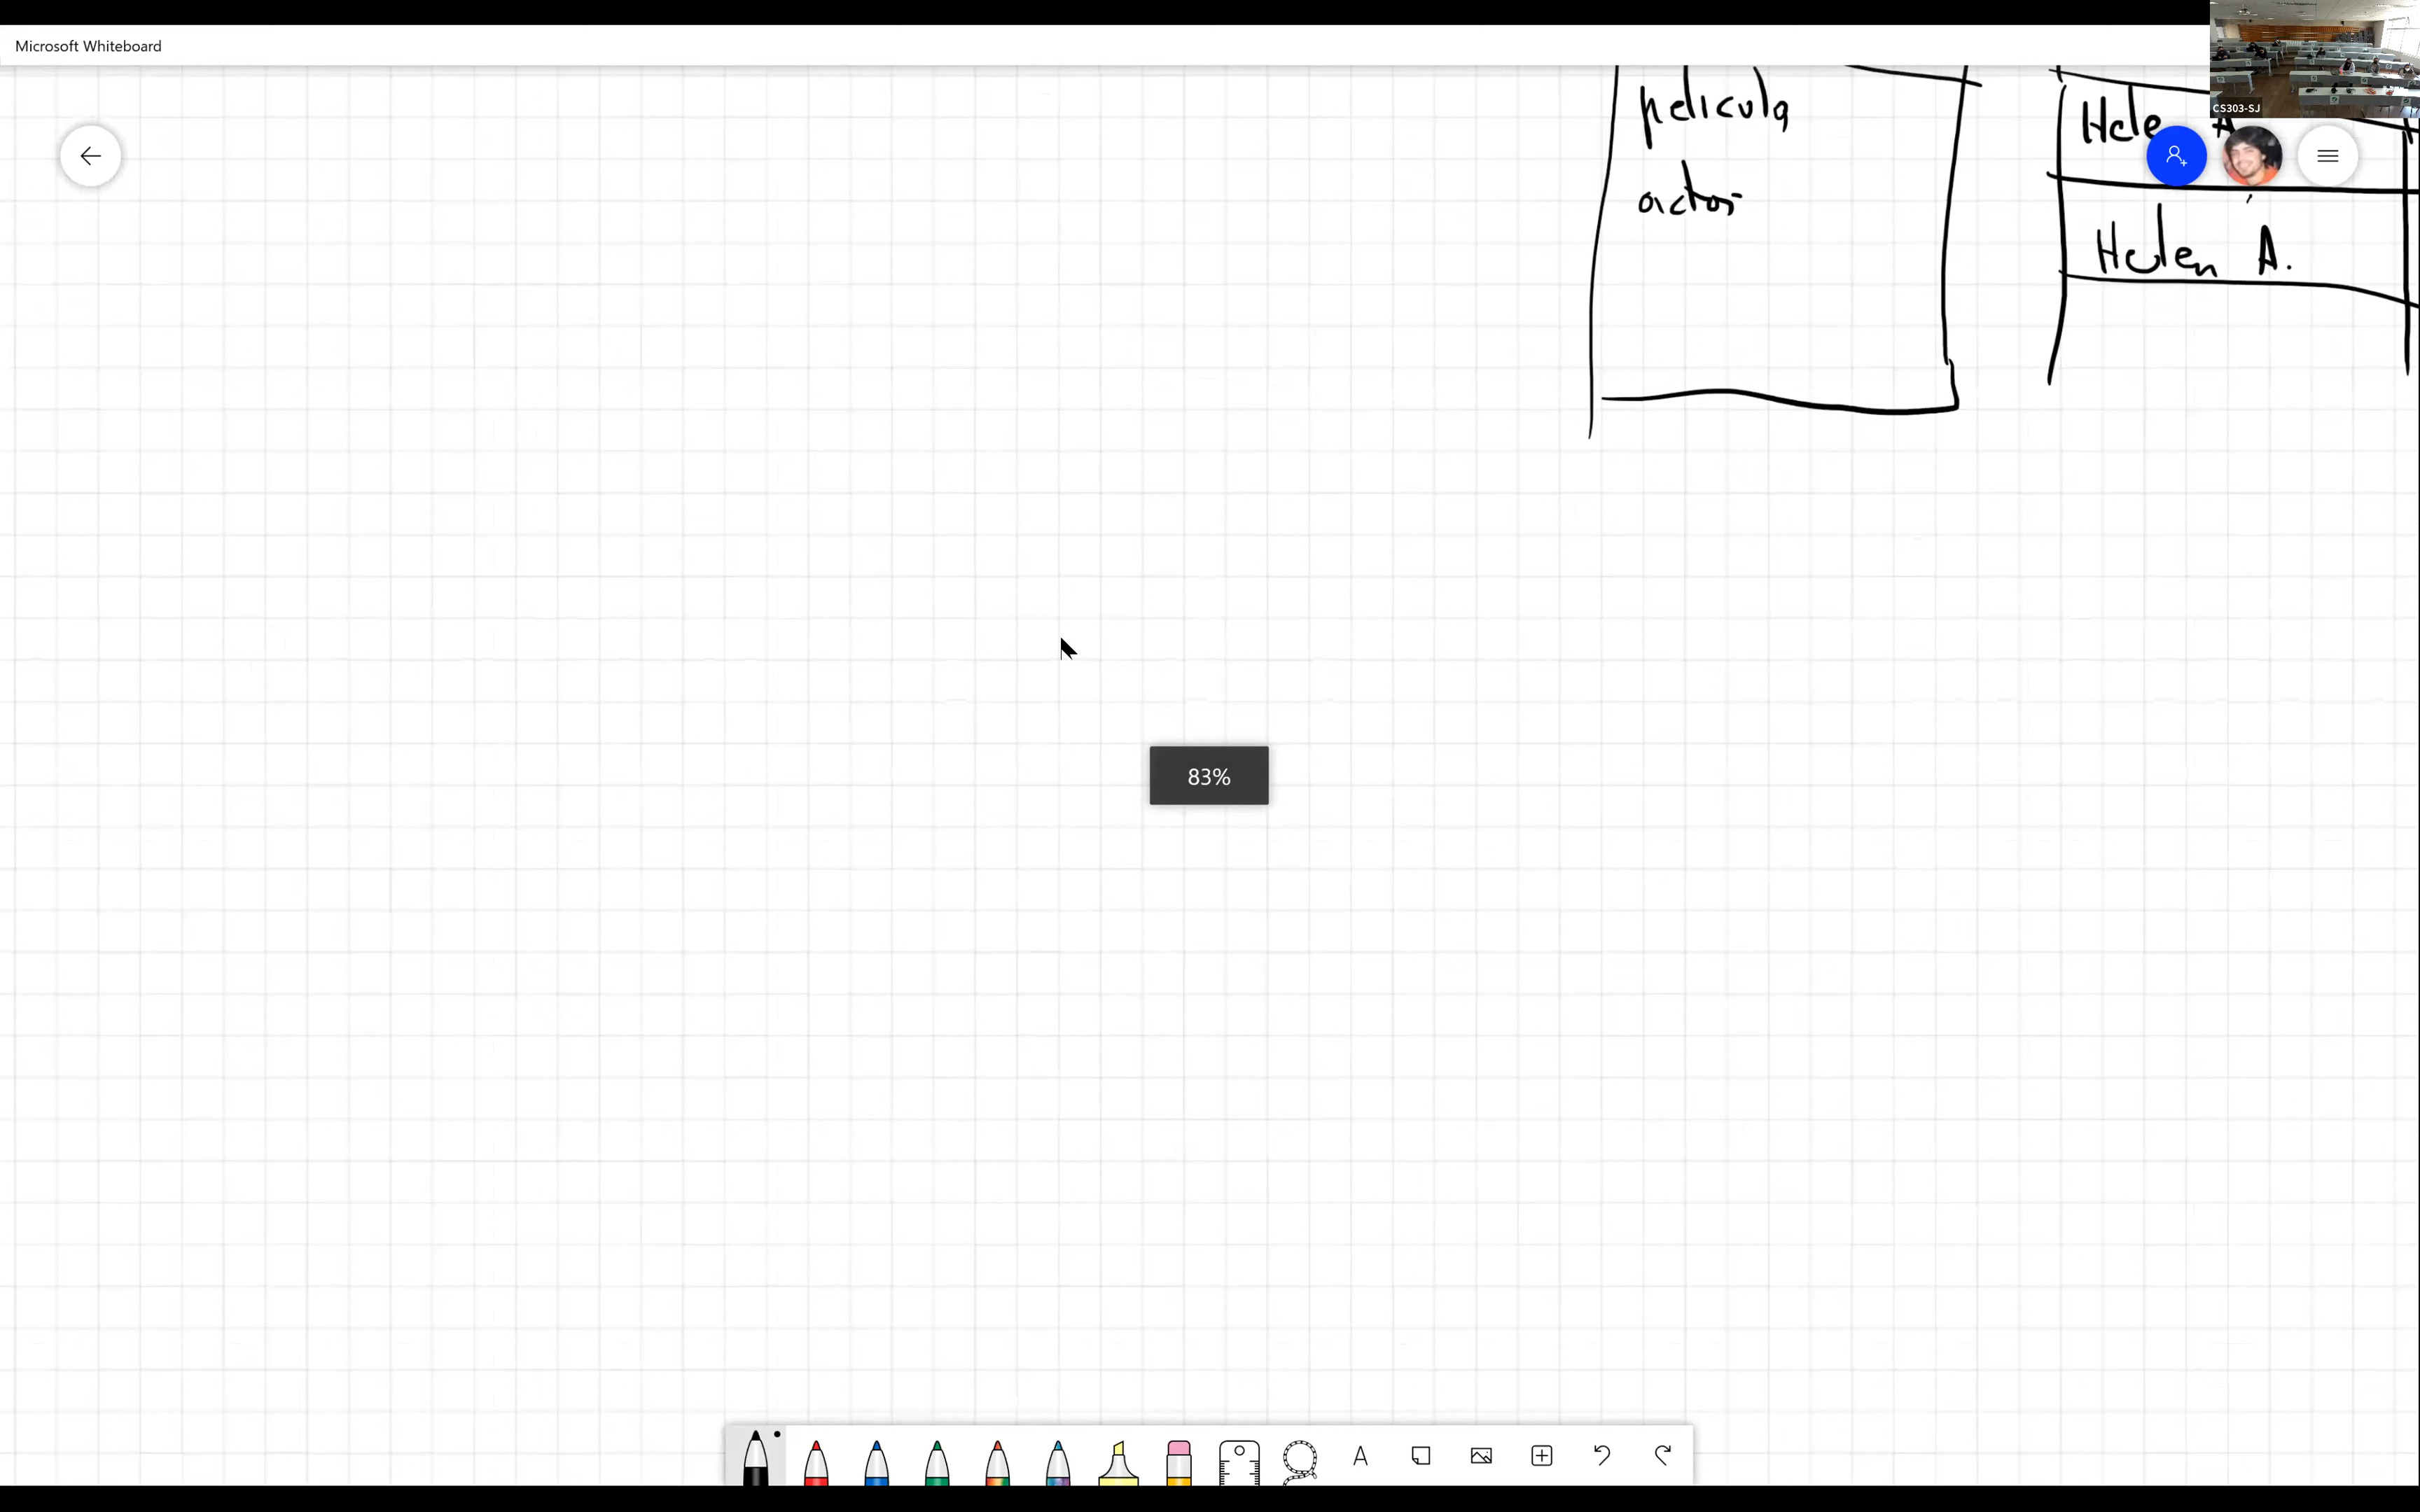 Microsoft Whiteboard
CS303-SJ
pelicula
actor
Hele A
Helen A.
83%